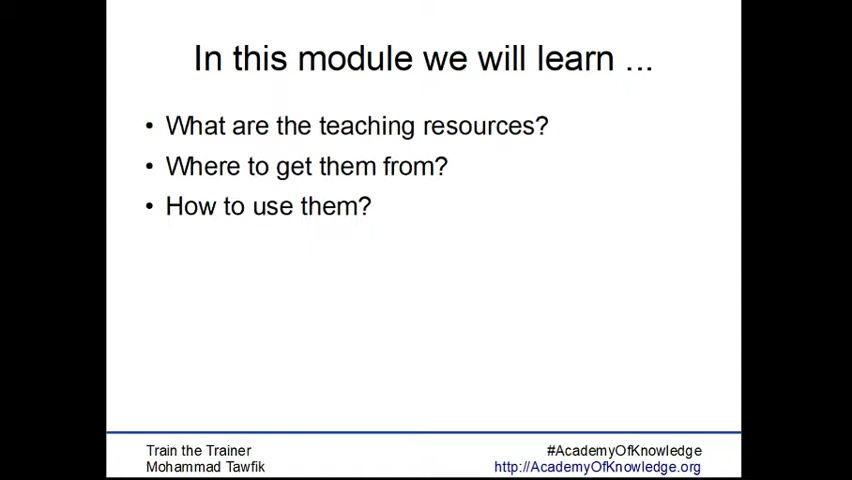 In this module we will learn ...
• What are the teaching resources?
• Where to get them from?
• How to use them?
Train the Trainer
Mohammad Tawfik
#AcademyOfKnowledge
http://AcademyOfKnowledge.org